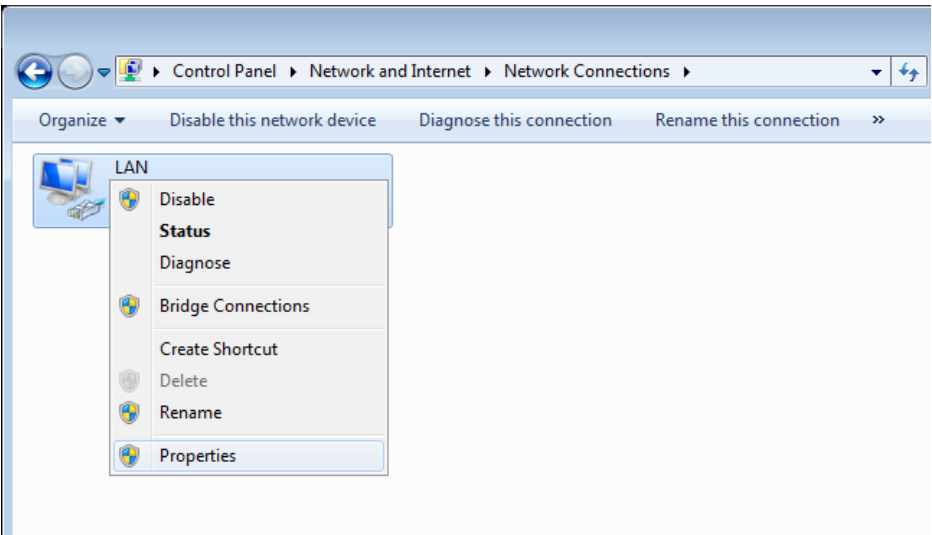 Control Panel Network and Internet Network Connections
Organize Disable this network device Diagnose this connection Rename this connection »
LAN
Disable
Status
Diagnose
Bridge Connections
Create Shortcut
Delete
Rename
Properties